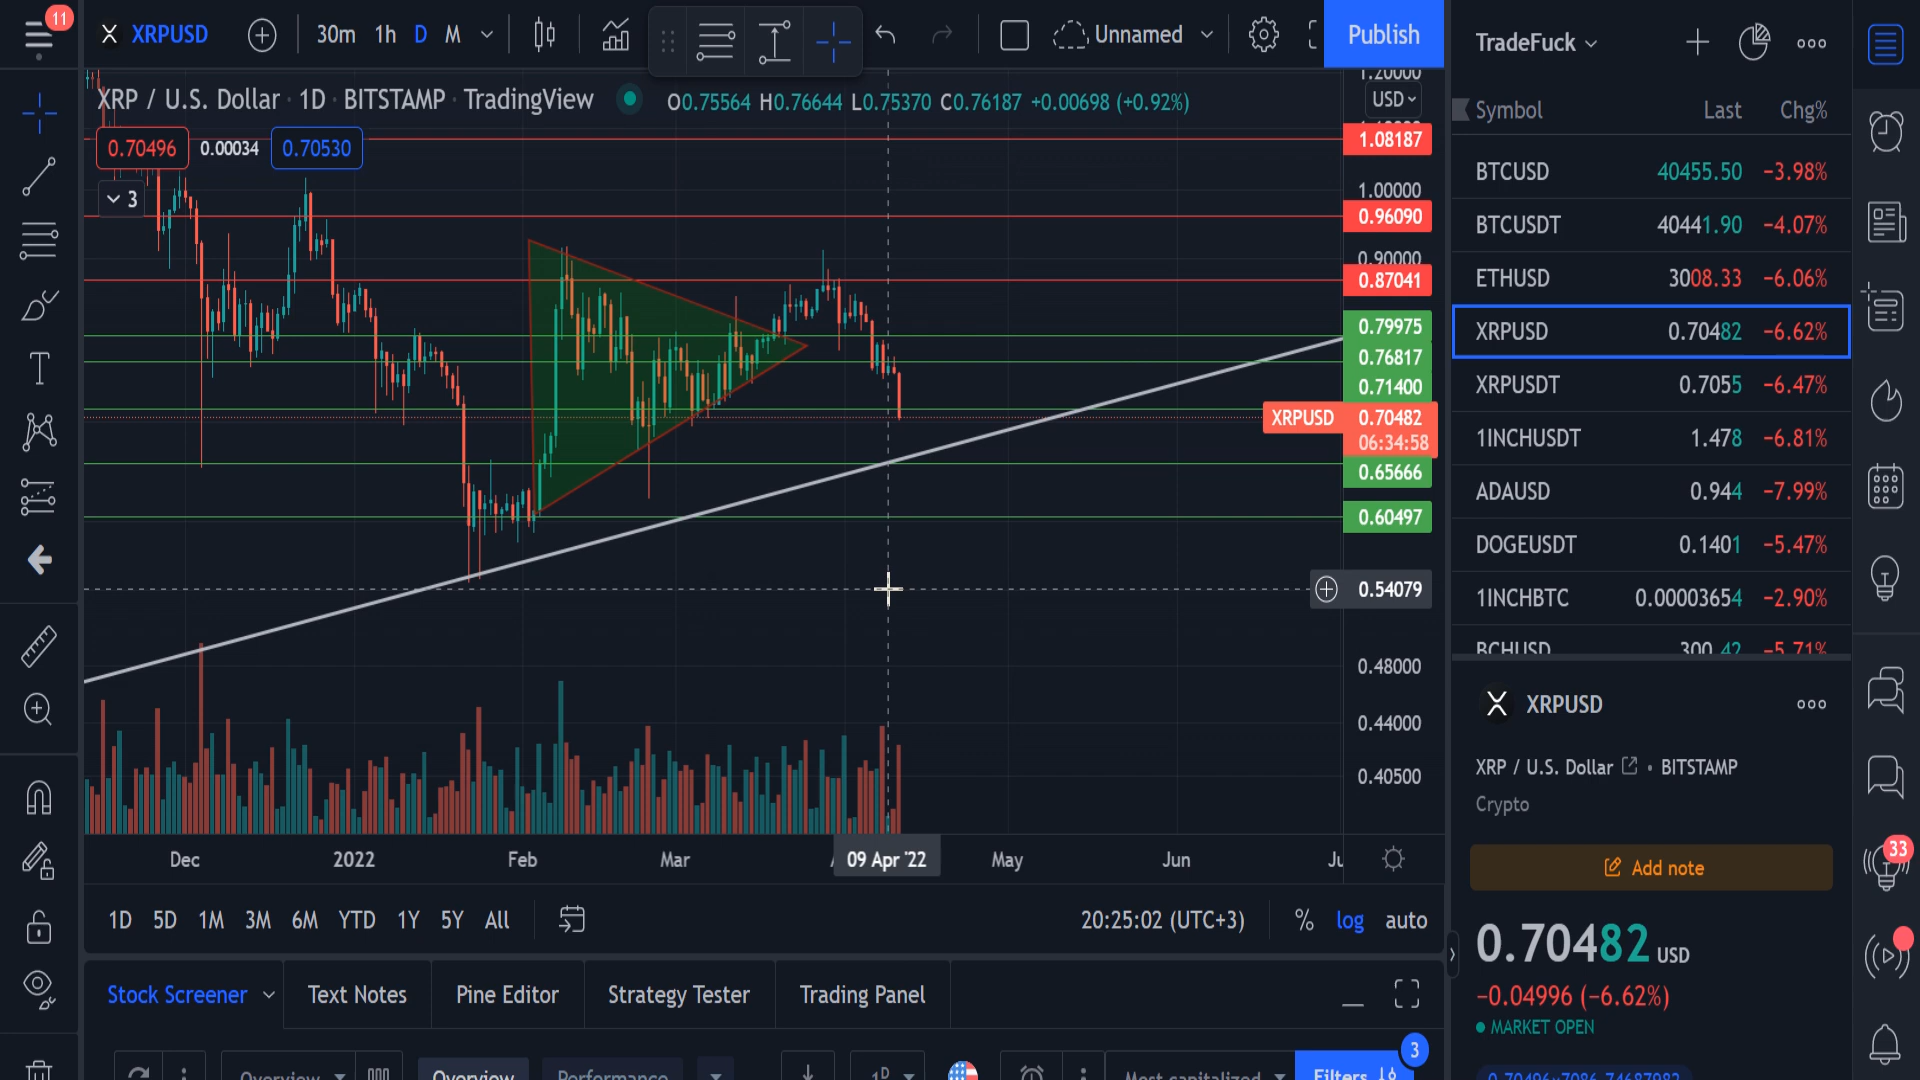 11
XRPUSD
30m 1h D M
Unnamed
Publish
XRP / U.S. Dollar · 1D · BITSTAMP · TradingView
O0.75564 H0.76644 L0.75370 C0.76187 +0.00698 (+0.92%)
0.70496 0.00034 0.70530
3
1.20000
USD
1.08187
1.00000
0.96090
0.90000
0.87041
0.79975
0.76817
0.71400
XRPUSD 0.70482
06:34:58
0.65666
0.60497
0.54079
0.48000
0.44000
0.40500
Dec 2022 Feb Mar 09 Apr '22 May Jun
1D 5D 1M 3M 6M YTD 1Y 5Y All
20:25:02 (UTC+3) % log auto
Stock Screener Text Notes Pine Editor Strategy Tester Trading Panel
3
Overview Overview Performance 1D Most capitalized Filters
TradeFuck
Symbol Last Chg%
BTCUSD 40455.50 −3.98%
BTCUSDT 40441.90 −4.07%
ETHUSD 3008.33 −6.06%
XRPUSD 0.70482 −6.62%
XRPUSDT 0.7055 −6.47%
1INCHUSDT 1.478 −6.81%
ADAUSD 0.944 −7.99%
DOGEUSDT 0.1401 −5.47%
1INCHBTC 0.00003654 −2.90%
BCHUSD 300.42 −5.71%
XRPUSD
XRP / U.S. Dollar • BITSTAMP
Crypto
Add note
0.70482 USD
−0.04996 (−6.62%)
MARKET OPEN
33